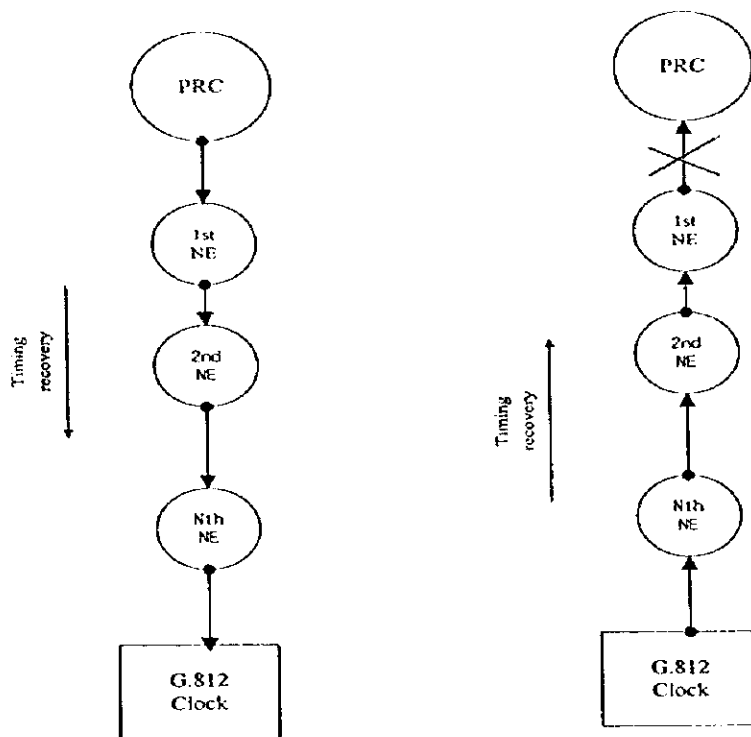 PRC
1st
NE
2nd
NE
Timing
recovery
Nth
NE
G.812
Clock
PRC
1st
NE
2nd
NE
Timing
recovery
Nth
NE
G.812
Clock